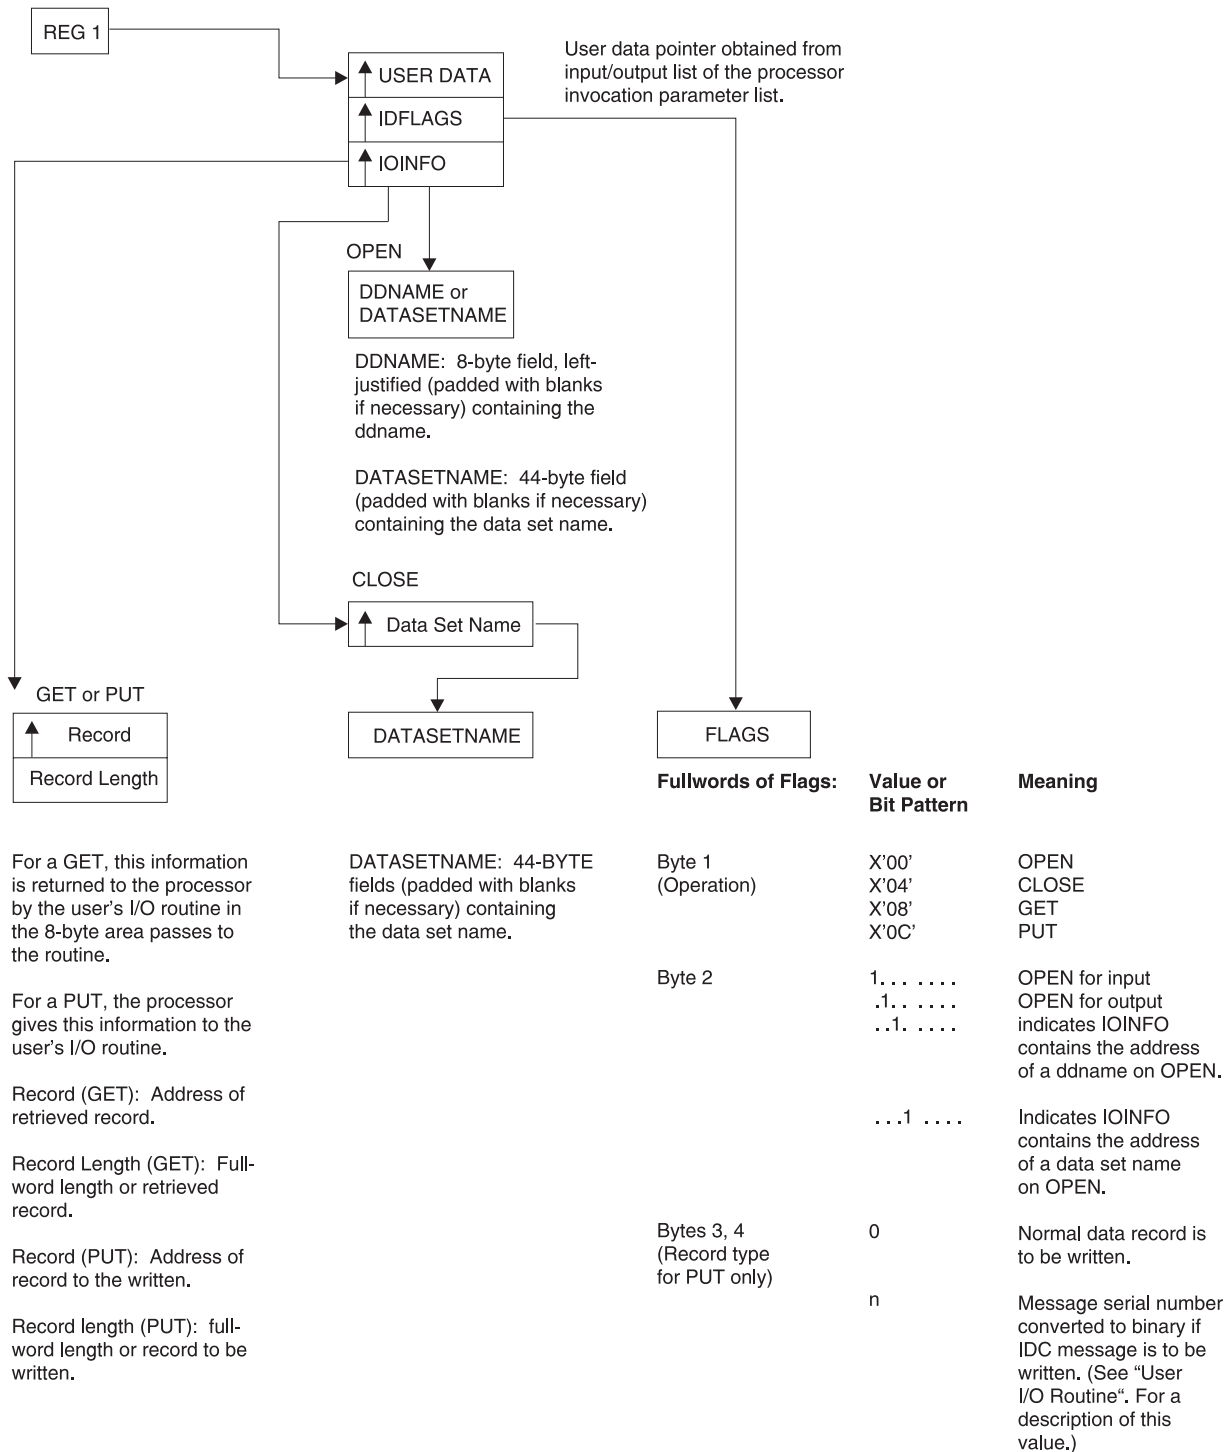 REG 1
User data pointer obtained from
input/output list of the processor
invocation parameter list.
USER DATA
IDFLAGS
IOINFO
OPEN
DDNAME or
DATASETNAME
DDNAME: 8-byte field, left-
justified (padded with blanks
if necessary) containing the
ddname.
DATASETNAME: 44-byte field
(padded with blanks if necessary)
containing the data set name.
CLOSE
Data Set Name
GET or PUT
Record
Record Length
DATASETNAME
FLAGS
For a GET, this information
is returned to the processor
by the user's I/O routine in
the 8-byte area passes to
the routine.
For a PUT, the processor
gives this information to the
user's I/O routine.
Record (GET): Address of
retrieved record.
Record Length (GET): Full-
word length or retrieved
record.
Record (PUT): Address of
record to the written.
Record length (PUT): full-
word length or record to be
written.
DATASETNAME: 44-BYTE
fields (padded with blanks
if necessary) containing
the data set name.
Fullwords of Flags: Value or Meaning
Bit Pattern
Byte 1 X'00' OPEN
(Operation) X'04' CLOSE
X'08' GET
X'0C' PUT
Byte 2 1... .... OPEN for input
.1.. .... OPEN for output
..1. .... indicates IOINFO
contains the address
of a ddname on OPEN.
...1 .... Indicates IOINFO
contains the address
of a data set name
on OPEN.
Bytes 3, 4 0 Normal data record is
(Record type to be written.
for PUT only)
n Message serial number
converted to binary if
IDC message is to be
written. (See “User
I/O Routine“. For a
description of this
value.)